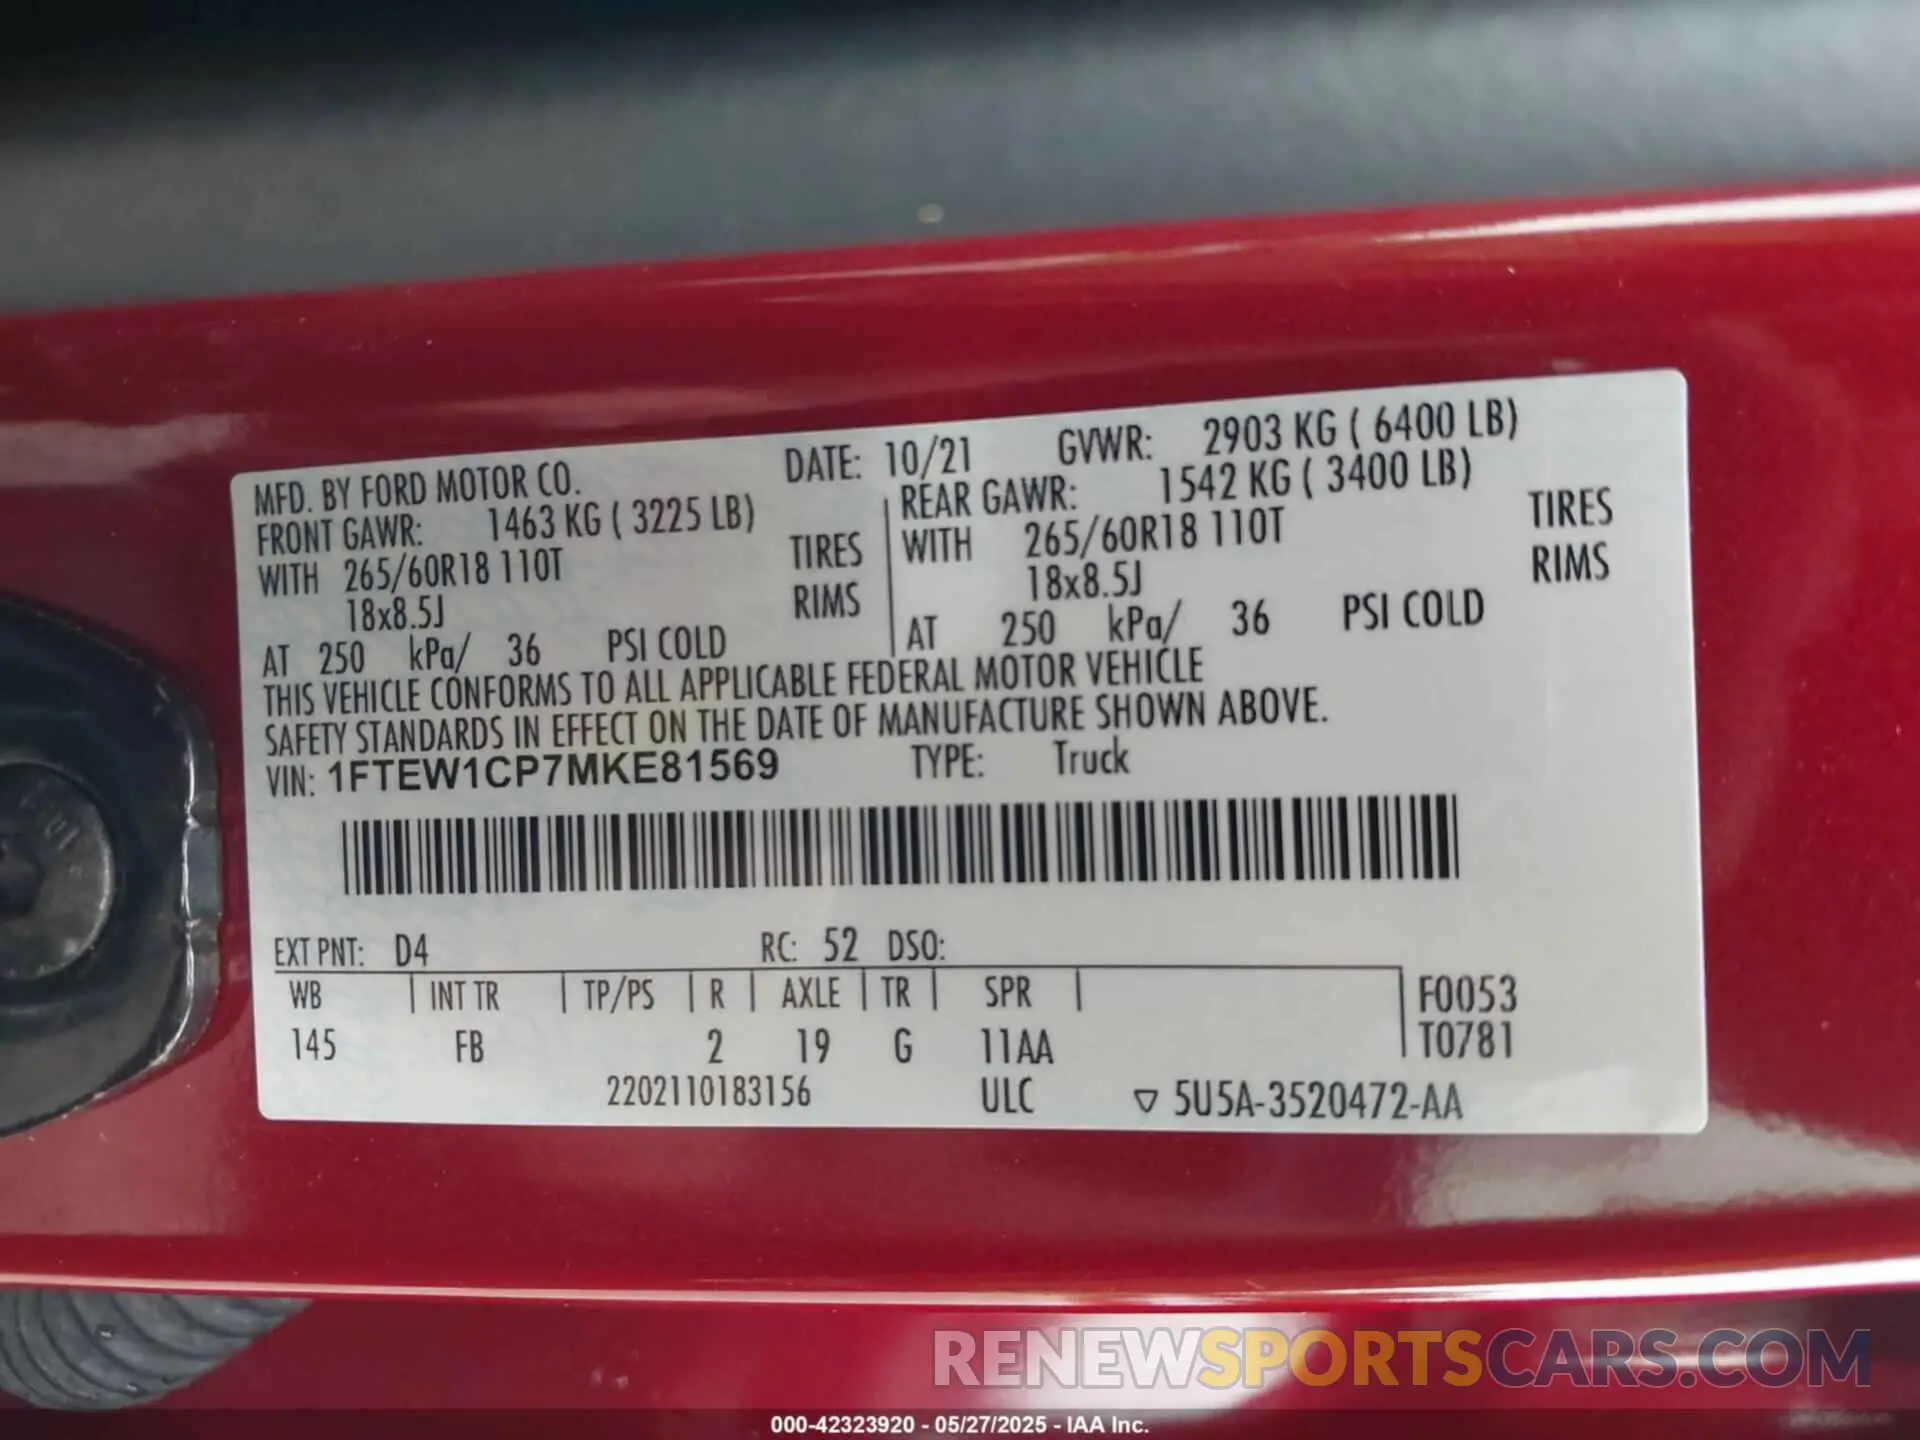 MFD. BY FORD MOTOR CO. DATE: 10/21 GVWR: 2903 KG ( 6400 LB)
FRONT GAWR: 1463 KG ( 3225 LB) REAR GAWR: 1542 KG ( 3400 LB)
WITH 265/60R18 110T TIRES WITH 265/60R18 110T TIRES
18x8.5J RIMS 18x8.5J RIMS
AT 250 kPa/ 36 PSI COLD AT 250 kPa/ 36 PSI COLD
THIS VEHICLE CONFORMS TO ALL APPLICABLE FEDERAL MOTOR VEHICLE
SAFETY STANDARDS IN EFFECT ON THE DATE OF MANUFACTURE SHOWN ABOVE.
VIN: 1FTEW1CP7MKE81569 TYPE: Truck
EXT PNT: D4 RC: 52 DSO:
WB INT TR TP/PS R AXLE TR SPR F0053
145 FB 2 19 G 11AA T0781
2202110183156 ULC ▽ 5U5A-3520472-AA
RENEWSPORTSCARS.COM
000-42323920 - 05/27/2025 - IAA Inc.